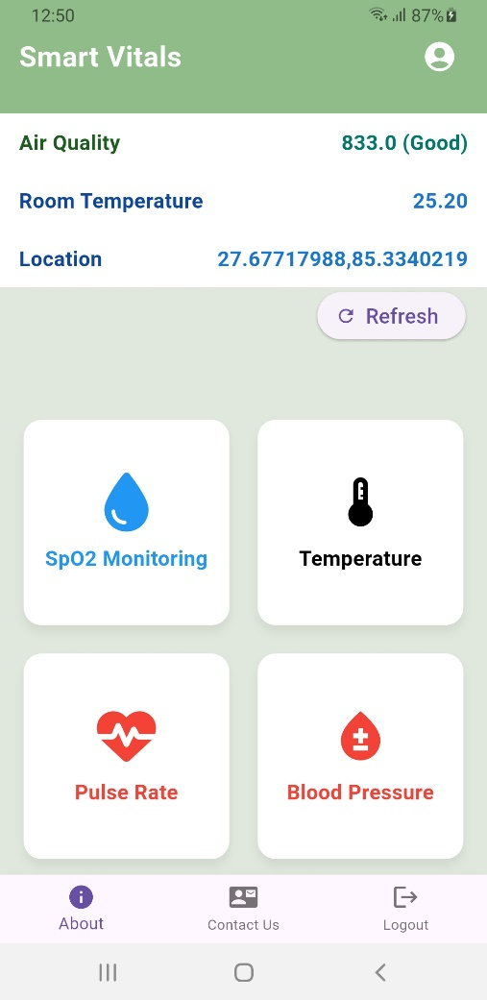 12:50
87%
Smart Vitals
Air Quality 833.0 (Good)
Room Temperature 25.20
Location 27.67717988,85.3340219
Refresh
SpO2 Monitoring Temperature
Pulse Rate Blood Pressure
About Contact Us Logout